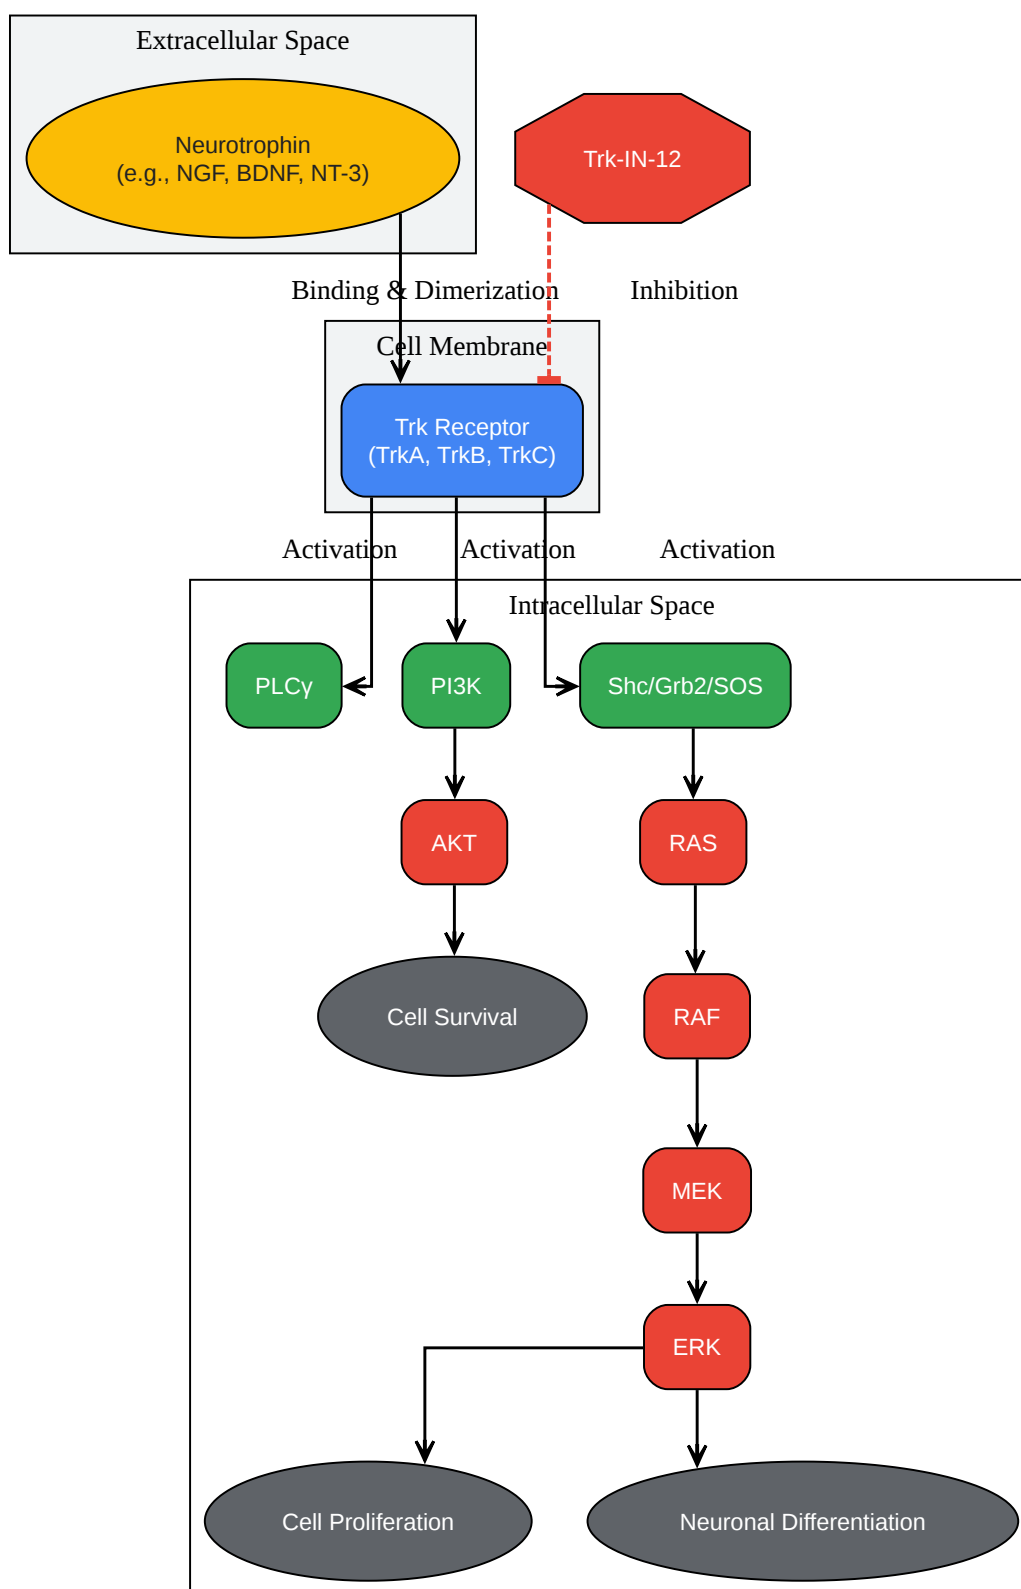 Extracellular Space
Neurotrophin
(e.g., NGF, BDNF, NT-3)
Trk-IN-12
Binding & Dimerization
Inhibition
Cell Membrane
Trk Receptor
(TrkA, TrkB, TrkC)
Activation
Activation
Activation
Intracellular Space
PLCγ
PI3K
Shc/Grb2/SOS
AKT
RAS
Cell Survival
RAF
MEK
ERK
Cell Proliferation
Neuronal Differentiation